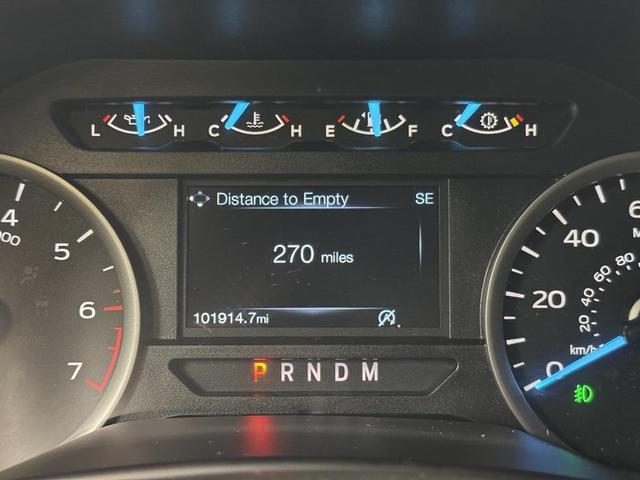 L H C H E F C H
Distance to Empty SE
270 miles
101914.7mi
P R N D M
4
5
6
7
0
20
40
20
40
60
80
km/h